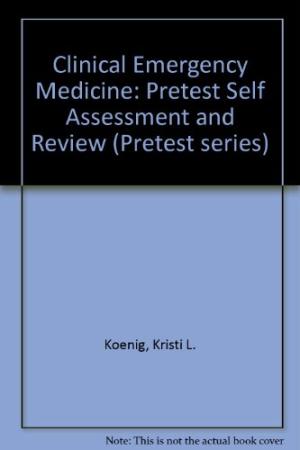 Clinical Emergency
Medicine: Pretest Self
Assessment and
Review (Pretest series)
Koenig, Kristi L.
Note: This is not the actual book cover